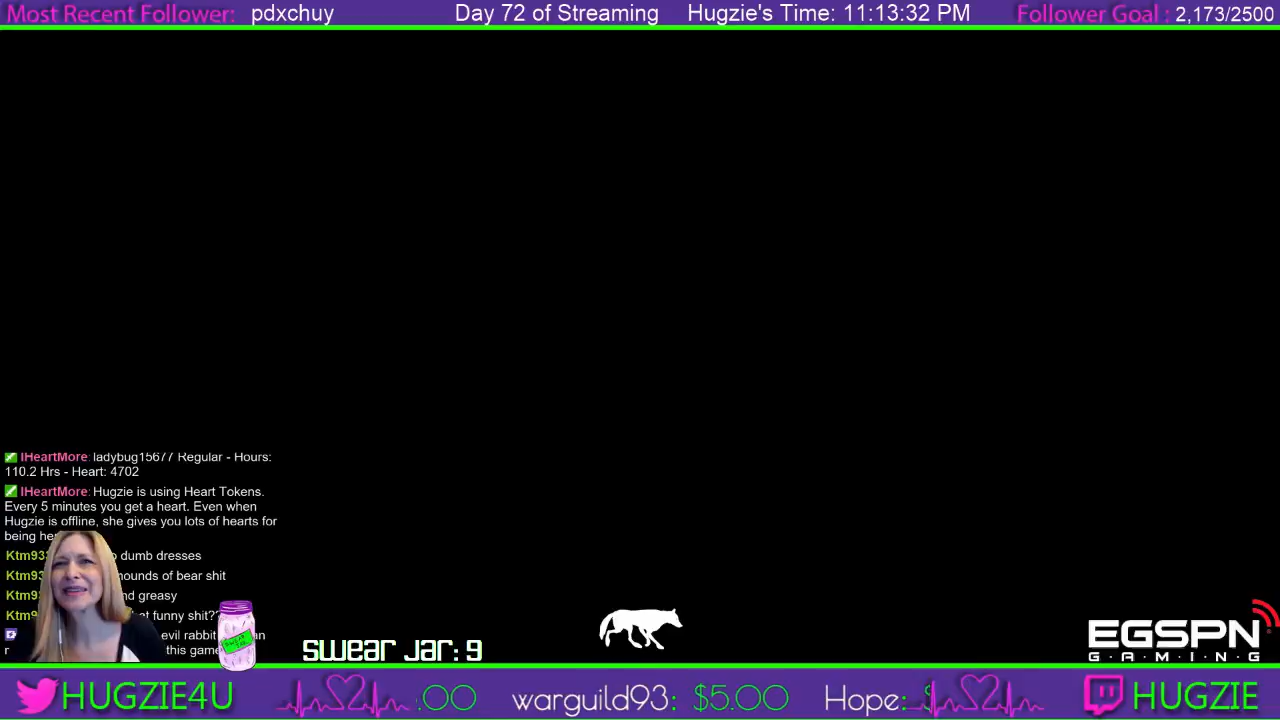 Most Recent Follower: pdxchuy Day 72 of Streaming Hugzie's Time: 11:13:32 PM Follower Goal : 2,173/2500
IHeartMore: ladybug15677 Regular - Hours:
110.2 Hrs - Heart: 4702
IHeartMore: Hugzie is using Heart Tokens.
Every 5 minutes you get a heart. Even when
Hugzie is offline, she gives you lots of hearts for
being
dumb dresses
of bear shit
greasy
funny shit??
evil rabbit
this game
swear jar: 9
EGSPN
G·A·M·I·N·G
HUGZIE4U :00 warguild93: $5.00 Hope: HUGZIE